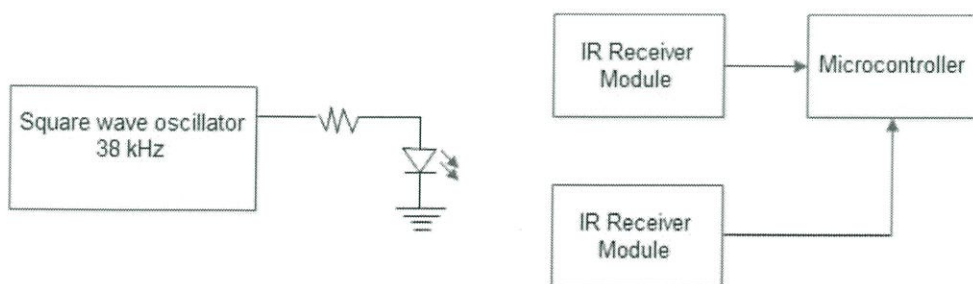 Square wave oscillator
38 kHz
IR Receiver
Module
Microcontroller
IR Receiver
Module